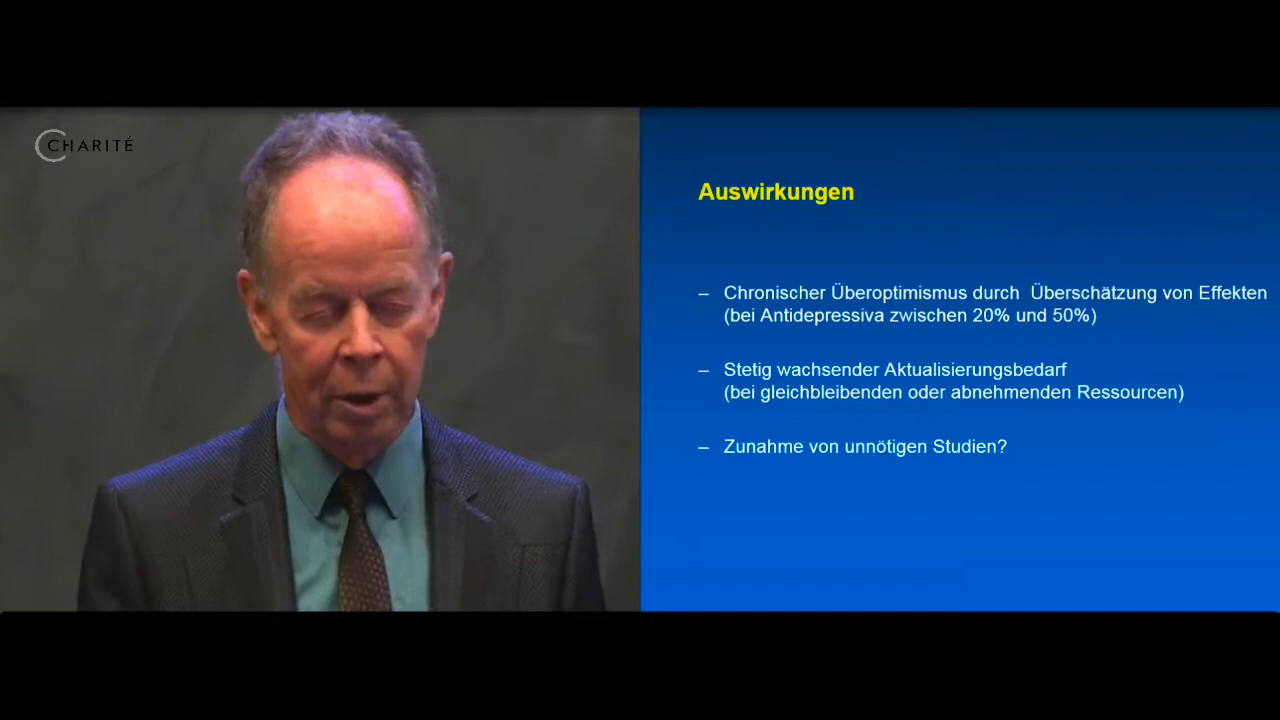 CHARITÉ
Auswirkungen
– Chronischer Überoptimismus durch Überschätzung von Effekten
(bei Antidepressiva zwischen 20% und 50%)
– Stetig wachsender Aktualisierungsbedarf
(bei gleichbleibenden oder abnehmenden Ressourcen)
– Zunahme von unnötigen Studien?